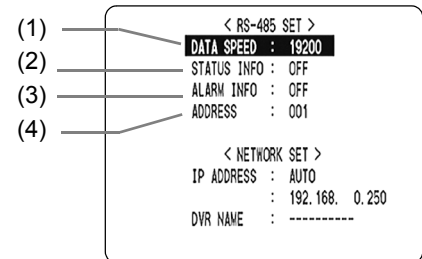 < RS-485 SET >
(1) DATA SPEED : 19200
(2) STATUS INFO : OFF
(3) ALARM INFO : OFF
(4) ADDRESS : 001
< NETWORK SET >
IP ADDRESS : AUTO
: 192.168. 0.250
DVR NAME : ----------